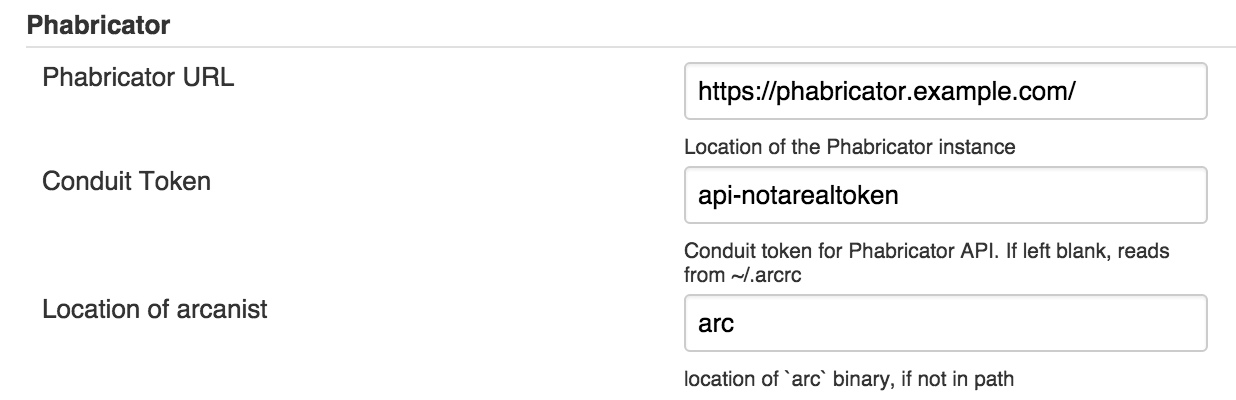 Phabricator
Phabricator URL
https://phabricator.example.com/
Location of the Phabricator instance
Conduit Token
api-notarealtoken
Conduit token for Phabricator API. If left blank, reads
from ~/.arcrc
Location of arcanist
arc
location of `arc` binary, if not in path